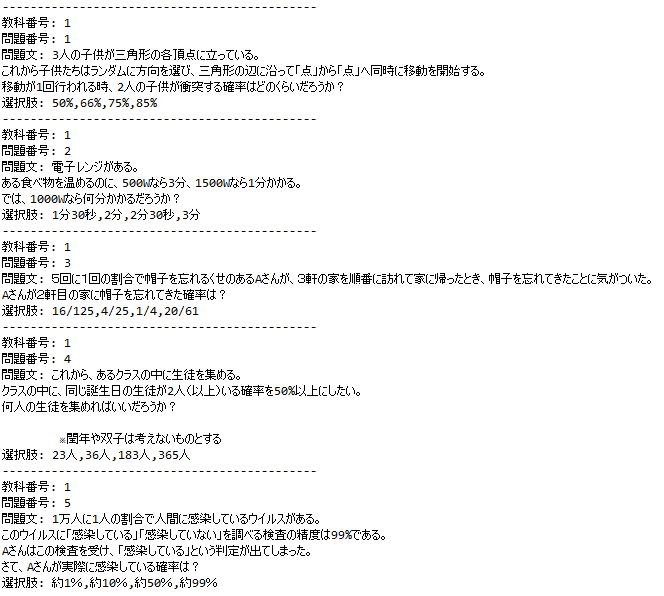 ----------------------------------------
教科番号: 1
問題番号: 1
問題文: 3人の子供が三角形の各頂点に立っている。
これから子供たちはランダムに方向を選び、三角形の辺に沿って「点」から「点」へ同時に移動を開始する。
移動が1回行われる時、2人の子供が衝突する確率はどのくらいだろうか？
選択肢: 50%,66%,75%,85%
----------------------------------------
教科番号: 1
問題番号: 2
問題文: 電子レンジがある。
ある食べ物を温めるのに、500Wなら3分、1500Wなら1分かかる。
では、1000Wなら何分かかるだろうか？
選択肢: 1分30秒,2分,2分30秒,3分
----------------------------------------
教科番号: 1
問題番号: 3
問題文: ５回に１回の割合で帽子を忘れるくせのあるAさんが、３軒の家を順番に訪れて家に帰ったとき、帽子を忘れてきたことに気がついた。
Aさんが２軒目の家に帽子を忘れてきた確率は？
選択肢: 16/125,4/25,1/4,20/61
----------------------------------------
教科番号: 1
問題番号: 4
問題文: これから、あるクラスの中に生徒を集める。
クラスの中に、同じ誕生日の生徒が2人（以上）いる確率を50%以上にしたい。
何人の生徒を集めればいいだろうか？
※閏年や双子は考えないものとする
選択肢: 23人,36人,183人,365人
----------------------------------------
教科番号: 1
問題番号: 5
問題文: 1万人に1人の割合で人間に感染しているウイルスがある。
このウイルスに「感染している」「感染していない」を調べる検査の精度は99%である。
Aさんはこの検査を受け、「感染している」という判定が出てしまった。
さて、Aさんが実際に感染している確率は？
選択肢: 約1％,約10％,約50％,約99％